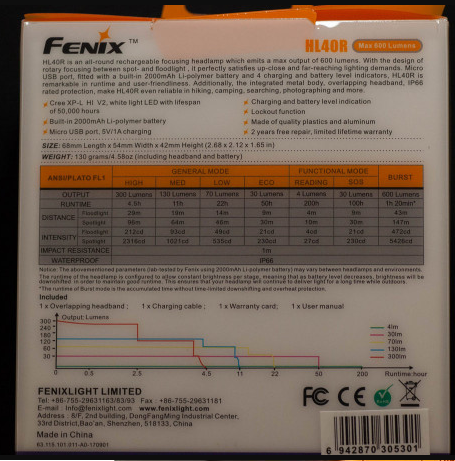 FENIX™
HL40R Max 600 Lumens
HL40R is an all-round rechargeable focusing headlamp which emits a max output of 600 lumens. With the design of
rotary focusing between spot- and floodlight , it perfectly satisfies up-close and far-reaching lighting demands. Micro
USB port, fitted with a built-in 2000mAh Li-polymer battery and 4 charging and battery level indicators, HL40R is
remarkable in runtime and user-friendliness. Additionally, the integrated metal body, overlapping headband, IP66
rated protection, make HL40R even reliable in hiking, camping, searching, photographing and more.
Cree XP-L HI V2, white light LED with lifespan
of 50,000 hours
Built-in 2000mAh Li-polymer battery
Micro USB port, 5V/1A charging
Charging and battery level indication
Lockout function
Made of quality plastics and aluminum
2 years free repair, limited lifetime warranty
SIZE: 68mm Length x 54mm Width x 42mm Height (2.68 x 2.12 x 1.65 in)
WEIGHT: 130 grams/4.58oz (including headband and battery)
ANSI/PLATO FL1 GENERAL MODE FUNCTIONAL MODE BURST
HIGH MED LOW ECO READING SOS
OUTPUT 300 Lumens 130 Lumens 70 Lumens 30 Lumens 4 Lumens 30 Lumens 600 Lumens
RUNTIME 4.5h 11h 22h 50h 200h 100h 1h 20min*
DISTANCE Floodlight 29m 19m 14m 9m 4m 9m 43m
Spotlight 96m 64m 46m 30m 10m 30m 147m
INTENSITY Floodlight 212cd 93cd 49cd 21cd 4cd 21cd 472cd
Spotlight 2316cd 1021cd 535cd 230cd 27cd 230cd 5429cd
IMPACT RESISTANCE 1m
WATERPROOF IP66
Notice: The abovementioned parameters (lab-tested by Fenix using 2000mAh Li-polymer battery) may vary between headlamps and environments.
The runtime of the headlamp is configured to allow constant brightness per stage, meaning that as battery level decreases, brightness will be
downshifted in order to maintain good runtime. This ensures that your headlamp will continue to deliver light for a long time while outdoors.
*The runtime of Burst mode is the accumulated time without limited downshifting and overheat protection.
Included
1 x Overlapping headband ; 1 x Charging cable ; 1 x Warranty card; 1 x User manual
Output: Lumens
300
240
180
120
60
30
0 0.5 2.5 4.5 11 22 50 200 Runtime: hour
4lm
30lm
70lm
130lm
300lm
FENIXLIGHT LIMITED
Tel: +86-755-29631163/83/93 Fax : +86-755-29631181
E-mail : Info@fenixlight.com www.fenixlight.com
Address : 8/F, 2nd building, DongFangMing Industrial Center,
33rd District,Bao'an, Shenzhen, 518133, China
Made in China
63.115.101.011-A0-170901
FC CE
6 942870 305301